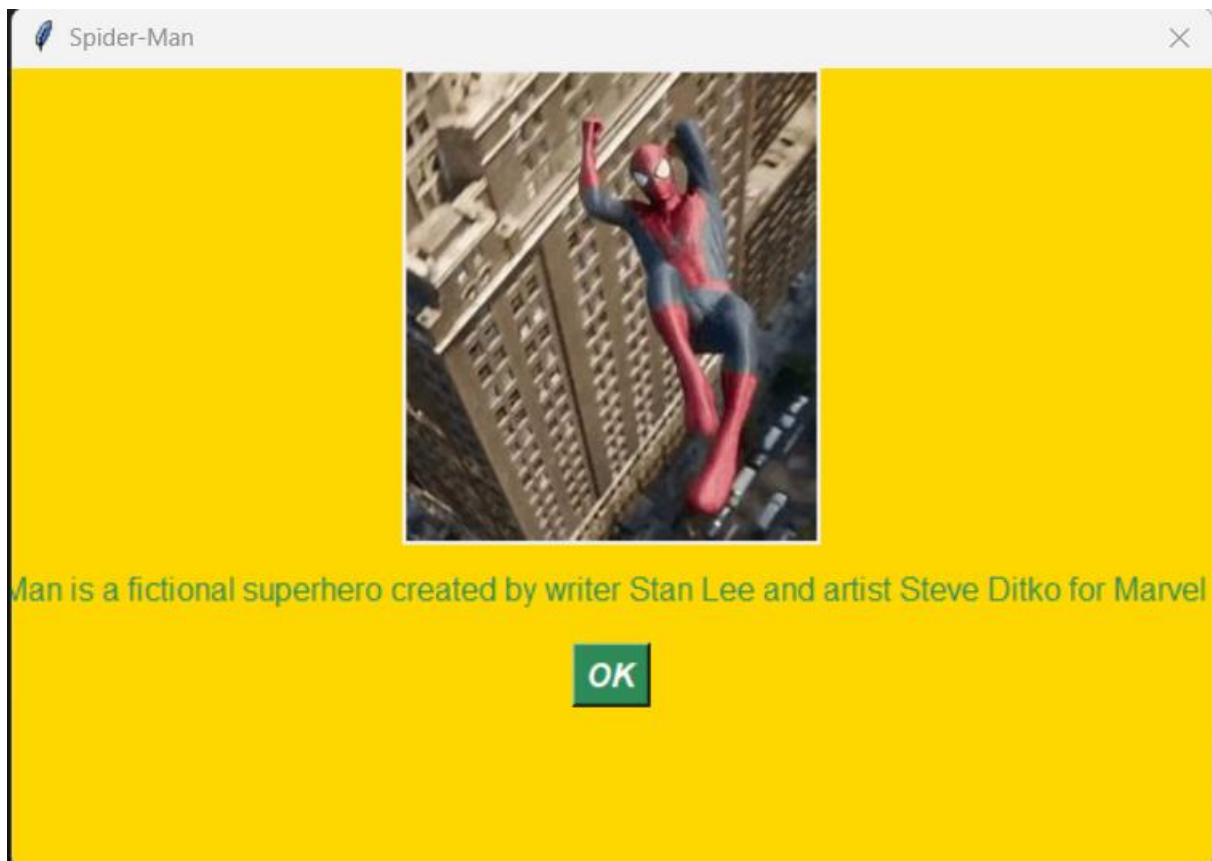 Spider-Man
Man is a fictional superhero created by writer Stan Lee and artist Steve Ditko for Marvel
OK